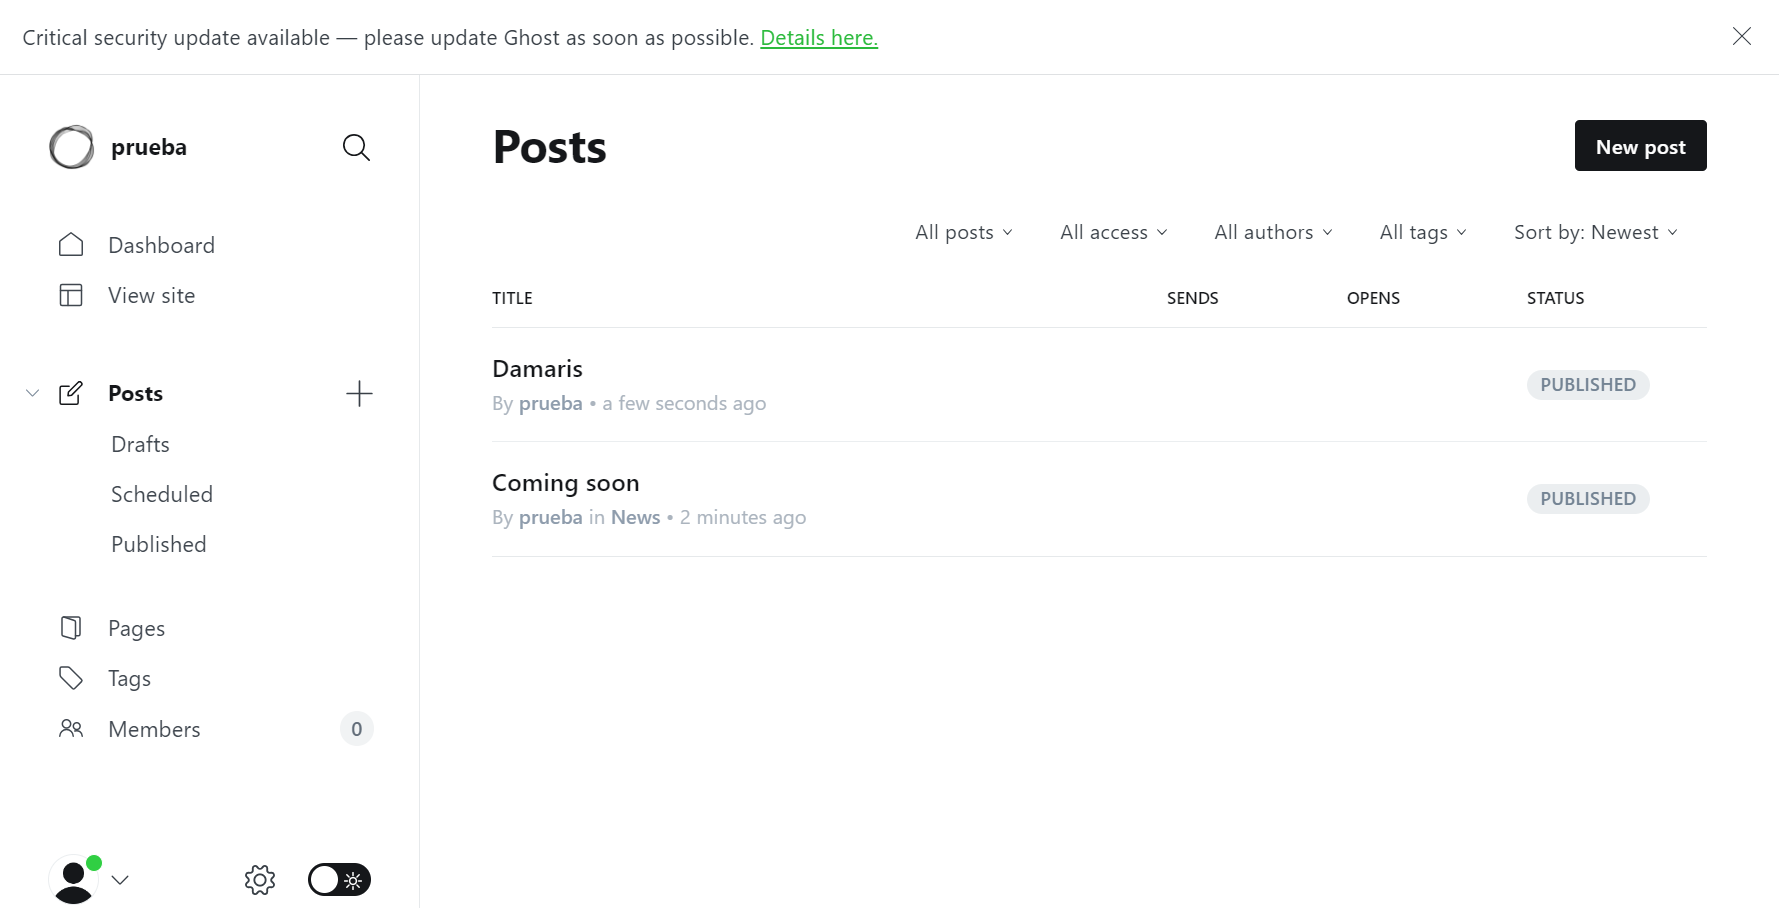 Critical security update available — please update Ghost as soon as possible. Details here.
prueba
Dashboard
View site
Posts
Drafts
Scheduled
Published
Pages
Tags
Members 0
Posts
New post
All posts All access All authors All tags Sort by: Newest
TITLE SENDS OPENS STATUS
Damaris
By prueba • a few seconds ago
PUBLISHED
Coming soon
By prueba in News • 2 minutes ago
PUBLISHED